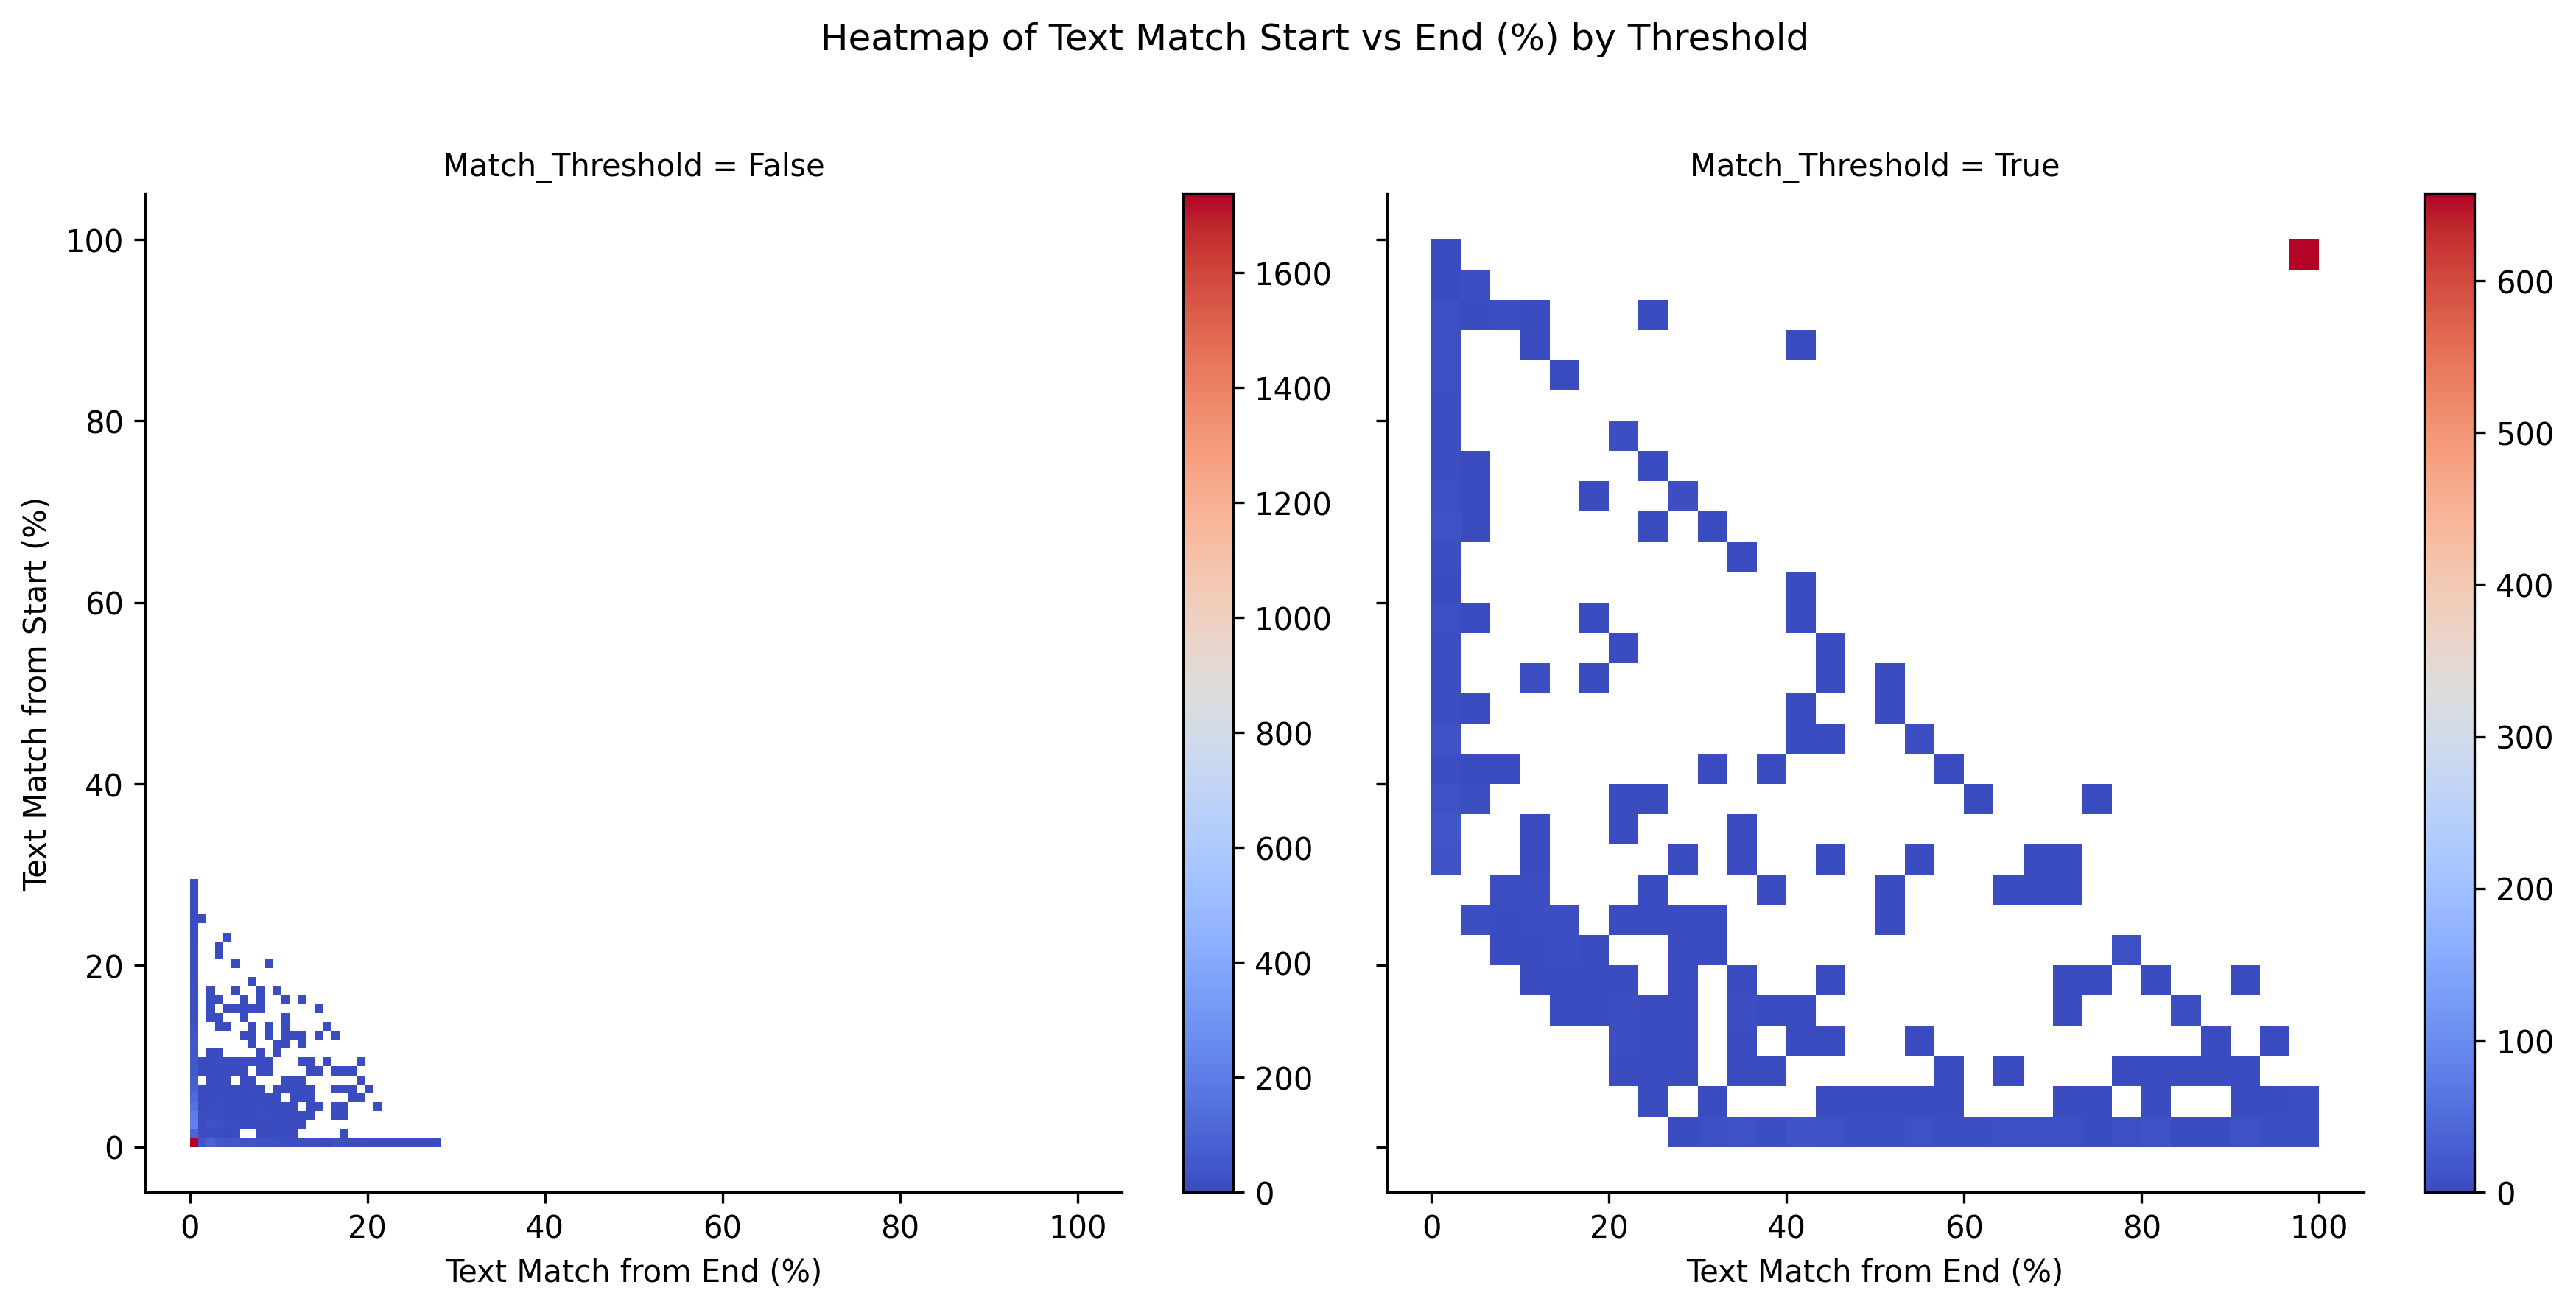 Heatmap of Text Match Start vs End (%) by Threshold
Match_Threshold = False
Match_Threshold = True
Text Match from Start (%)
100
80
60
40
20
0
0 20 40 60 80 100
Text Match from End (%)
1600
1400
1200
1000
800
600
400
200
0
0 20 40 60 80 100
Text Match from End (%)
600
500
400
300
200
100
0